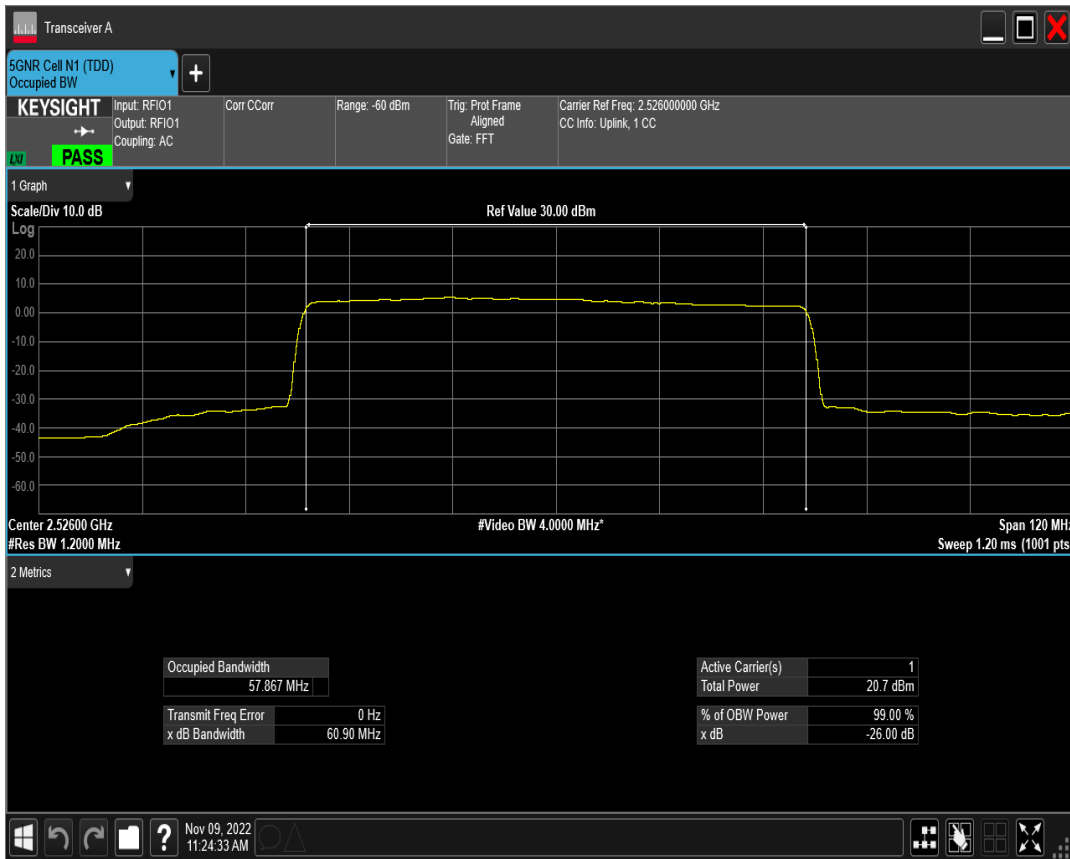 Transceiver A
5GNR Cell N1 (TDD)
Occupied BW
+
KEYSIGHT
LXI
PASS
Input: RFIO1
Output: RFIO1
Coupling: AC
Corr CCorr
Range: -60 dBm
Trig: Prot Frame
Aligned
Gate: FFT
Carrier Ref Freq: 2.526000000 GHz
CC Info: Uplink, 1 CC
1 Graph
Scale/Div 10.0 dB
Ref Value 30.00 dBm
Log
20.0
10.0
0.00
-10.0
-20.0
-30.0
-40.0
-50.0
-60.0
Center 2.52600 GHz
#Video BW 4.0000 MHz*
Span 120 MHz
#Res BW 1.2000 MHz
Sweep 1.20 ms (1001 pts
2 Metrics
Occupied Bandwidth
57.867 MHz
Transmit Freq Error 0 Hz
x dB Bandwidth 60.90 MHz
Active Carrier(s) 1
Total Power 20.7 dBm
% of OBW Power 99.00 %
x dB -26.00 dB
?
Nov 09, 2022
11:24:33 AM